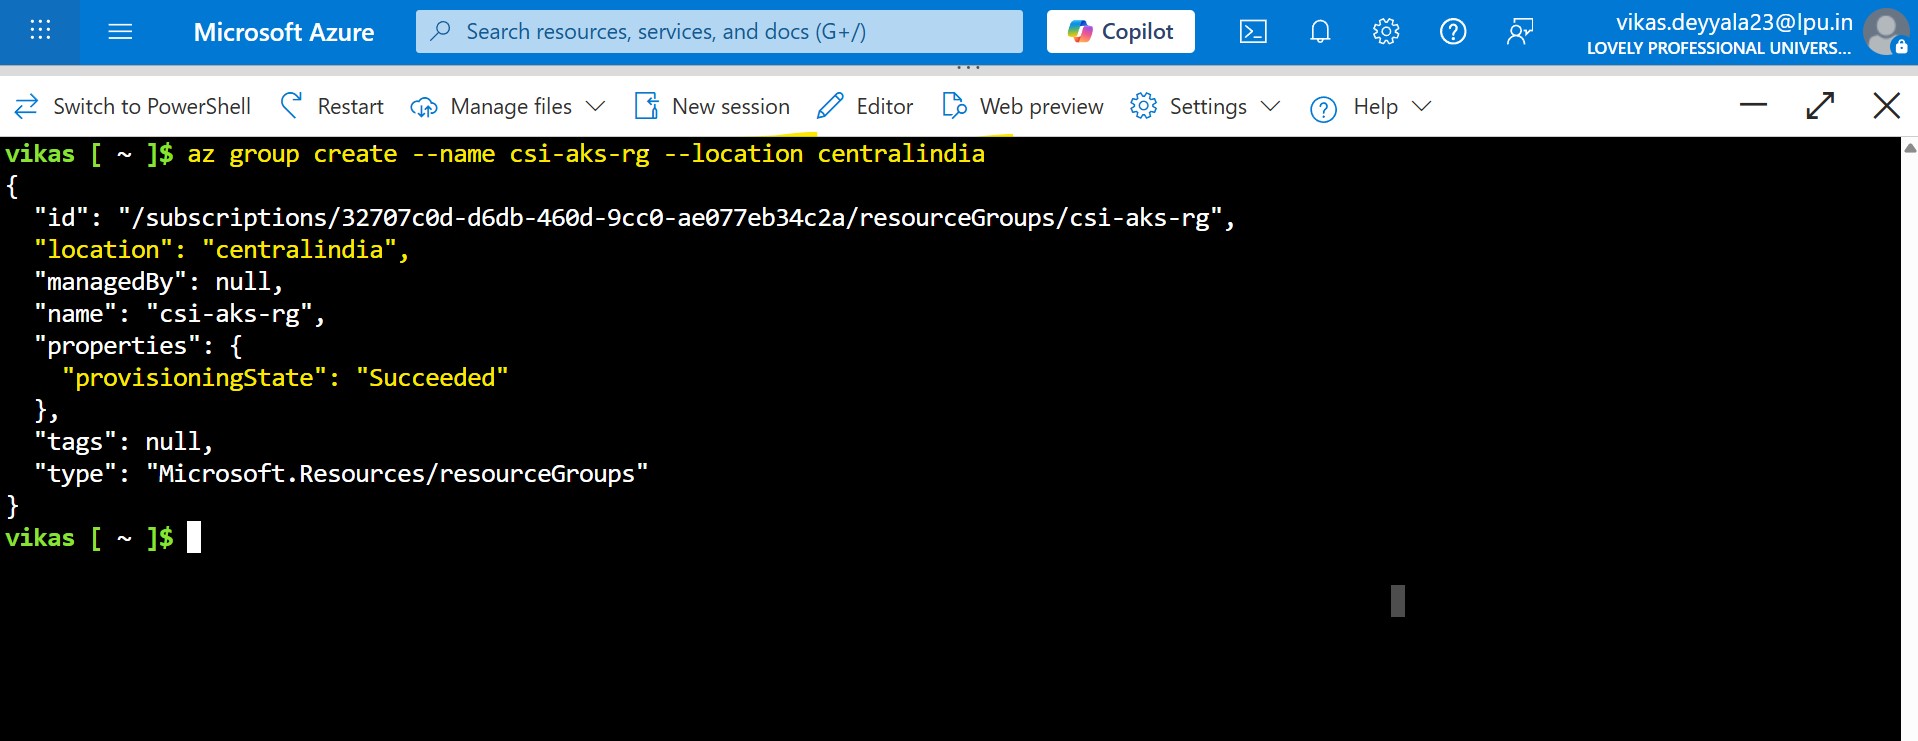 Microsoft Azure
Search resources, services, and docs (G+/)
Copilot
vikas.deyyala23@lpu.in
LOVELY PROFESSIONAL UNIVERS...
Switch to PowerShell Restart Manage files New session Editor Web preview Settings Help
vikas [ ~ ]$ az group create --name csi-aks-rg --location centralindia
{
  "id": "/subscriptions/32707c0d-d6db-460d-9cc0-ae077eb34c2a/resourceGroups/csi-aks-rg",
  "location": "centralindia",
  "managedBy": null,
  "name": "csi-aks-rg",
  "properties": {
    "provisioningState": "Succeeded"
  },
  "tags": null,
  "type": "Microsoft.Resources/resourceGroups"
}
vikas [ ~ ]$